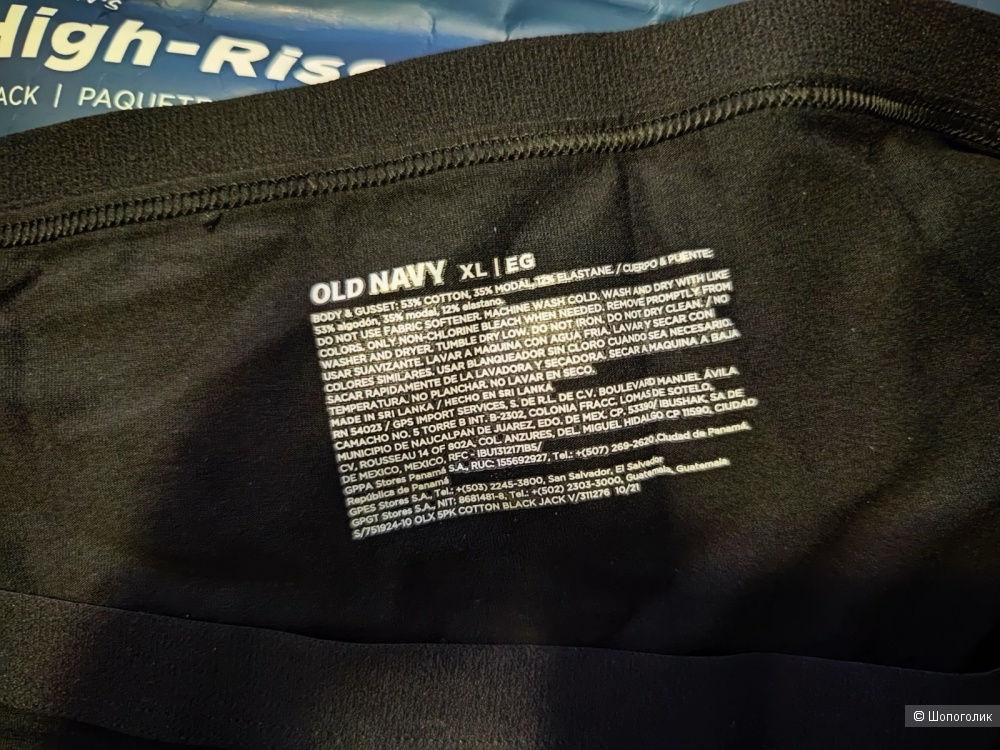 High-Rise
ACK | PAQUETE
OLD NAVY XL | EG
BODY & GUSSET: 53% COTTON, 35% MODAL, 12% ELASTANE. / CUERPO & PUENTE:
53% algodón, 35% modal, 12% elastano.
DO NOT USE FABRIC SOFTENER. MACHINE WASH COLD. WASH AND DRY WITH LIKE
COLORS. ONLY NON-CHLORINE BLEACH WHEN NEEDED. REMOVE PROMPTLY FROM
WASHER AND DRYER. TUMBLE DRY LOW. DO NOT IRON. DO NOT DRY CLEAN. / NO
USAR SUAVIZANTE. LAVAR A MAQUINA CON AGUA FRIA. LAVAR Y SECAR CON
COLORES SIMILARES. USAR BLANQUEADOR SIN CLORO CUANDO SEA NECESARIO.
SACAR RAPIDAMENTE DE LA LAVADORA Y SECADORA. SECAR A MAQUINA A BAJA
TEMPERATURA. NO PLANCHAR. NO LAVAR EN SECO.
MADE IN SRI LANKA / HECHO EN SRI LANKA
RN 54023 / GPS IMPORT SERVICES, S. DE R.L. DE C.V. BOULEVARD MANUEL ÁVILA
CAMACHO NO. 5 TORRE B INT. B-2302, COLONIA FRACC. LOMAS DE SOTELO,
MUNICIPIO DE NAUCALPAN DE JUAREZ, EDO. DE MEX. CP. 53390/ IBUSHAK, SA DE
CV, ROUSSEAU 14 OF 802A, COL. ANZURES, DEL. MIGUEL HIDALGO CP 11590, CIUDAD
DE MEXICO, MEXICO, RFC - IBU1312171B5/
GPPA Stores Panamá S.A., RUC: 155692927, Tel.: +(507) 269-2620,Ciudad de Panamá,
República de Panamá
GPES Stores S.A., Tel.: +(503) 2245-3800, San Salvador, El Salvador
GPGT Stores S.A., NIT: 8681481-8, Tel.: +(502) 2303-3000, Guatemala, Guatemala
S/751924-10 OLX 5PK COTTON BLACK JACK V/311276 10/21
© Шопоголик